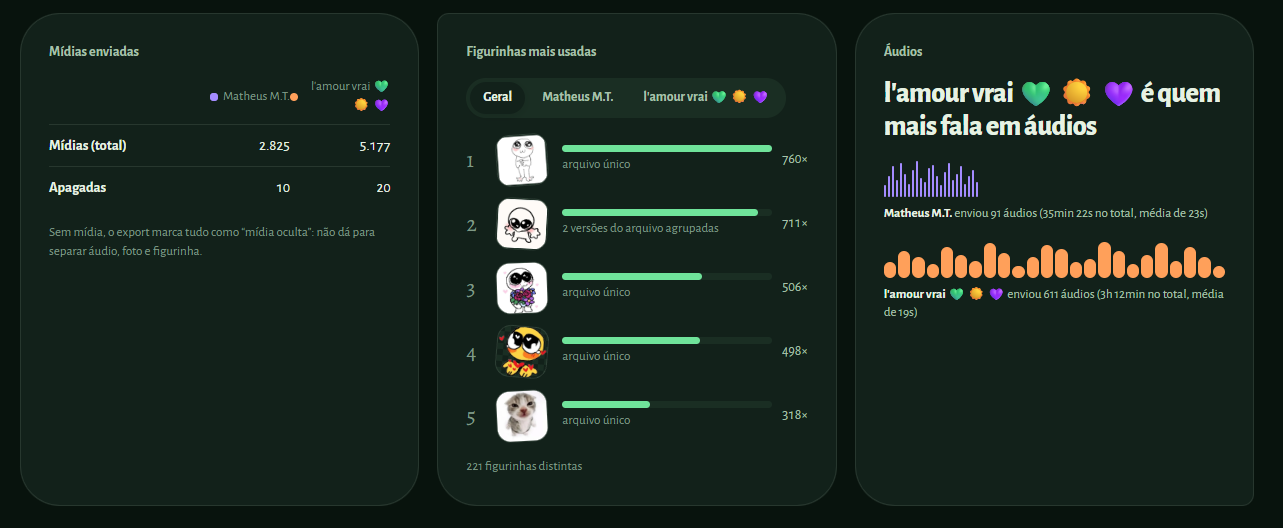 Mídias enviadas
Matheus M.T.
l'amour vrai 💚
🌞 💜
Mídias (total) 2.825 5.177
Apagadas 10 20
Sem mídia, o export marca tudo como "mídia oculta": não dá para
separar áudio, foto e figurinha.
Figurinhas mais usadas
Geral Matheus M.T. l'amour vrai 💚 🌞 💜
1 arquivo único 760×
2 2 versões do arquivo agrupadas 711×
3 arquivo único 506×
4 arquivo único 498×
5 arquivo único 318×
221 figurinhas distintas
Áudios
l'amour vrai 💚 🌞 💜 é quem
mais fala em áudios
Matheus M.T. enviou 91 áudios (35min 22s no total, média de 23s)
l'amour vrai 💚 🌞 💜 enviou 611 áudios (3h 12min no total, média
de 19s)